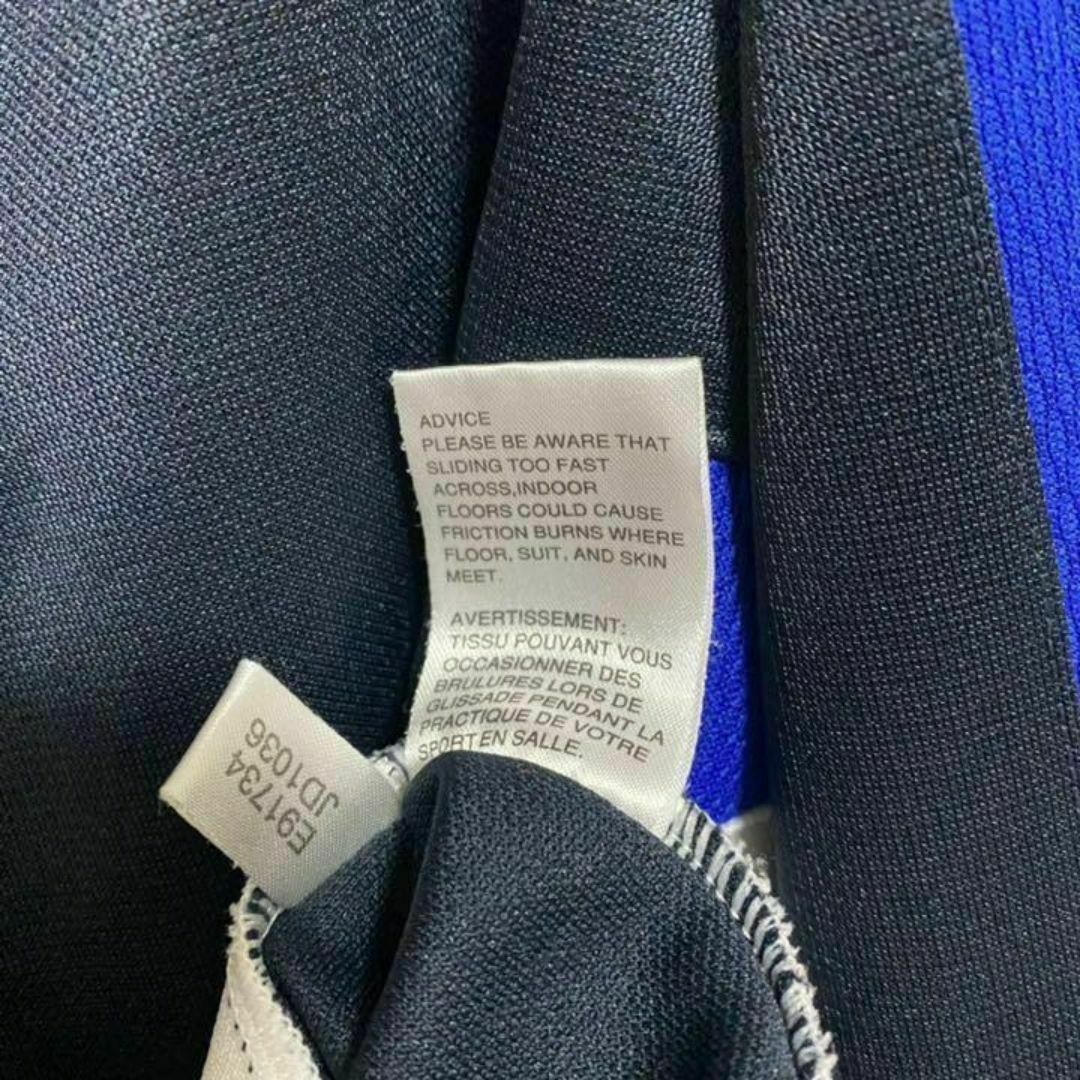 ADVICE
PLEASE BE AWARE THAT
SLIDING TOO FAST
ACROSS,INDOOR
FLOORS COULD CAUSE
FRICTION BURNS WHERE
FLOOR, SUIT, AND SKIN
MEET.
AVERTISSEMENT:
TISSU POUVANT VOUS
OCCASIONNER DES
BRULURES LORS DE
GLISSADE PENDANT LA
PRACTIQUE DE VOTRE
SPORT EN SALLE.
E91734
JD1036